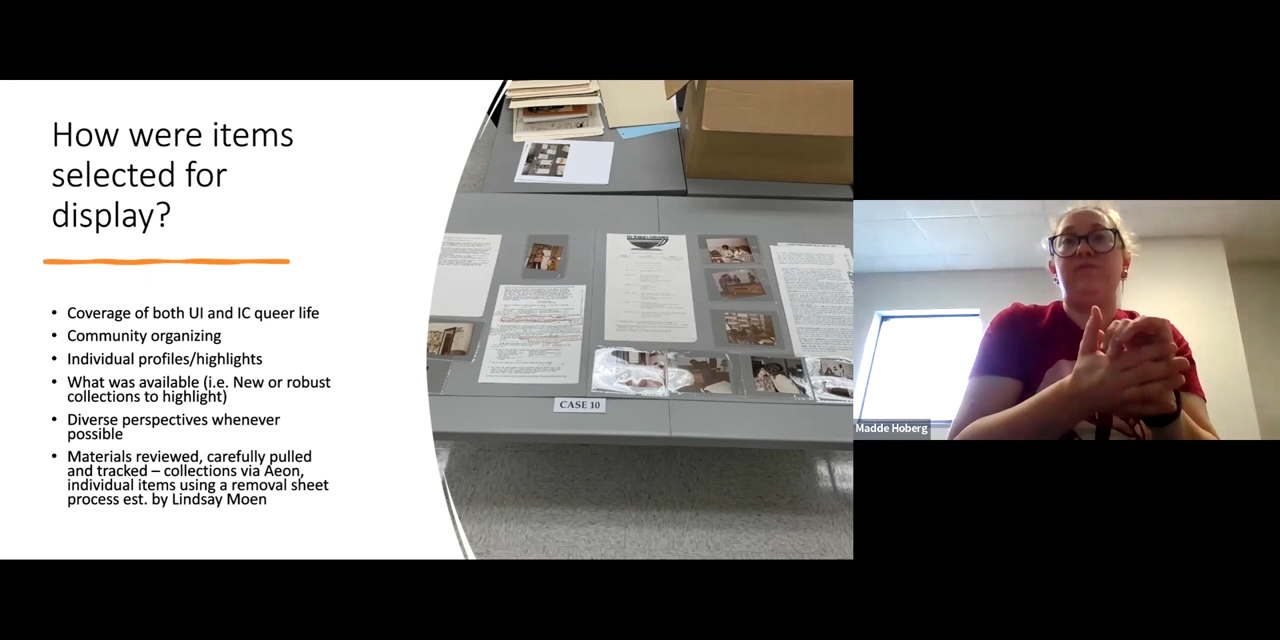 How were items
selected for
display?
• Coverage of both UI and IC queer life
• Community organizing
• Individual profiles/highlights
• What was available (i.e. New or robust
collections to highlight)
• Diverse perspectives whenever
possible
• Materials reviewed, carefully pulled
and tracked – collections via Aeon,
individual items using a removal sheet
process est. by Lindsay Moen
CASE 10
Madde Hoberg